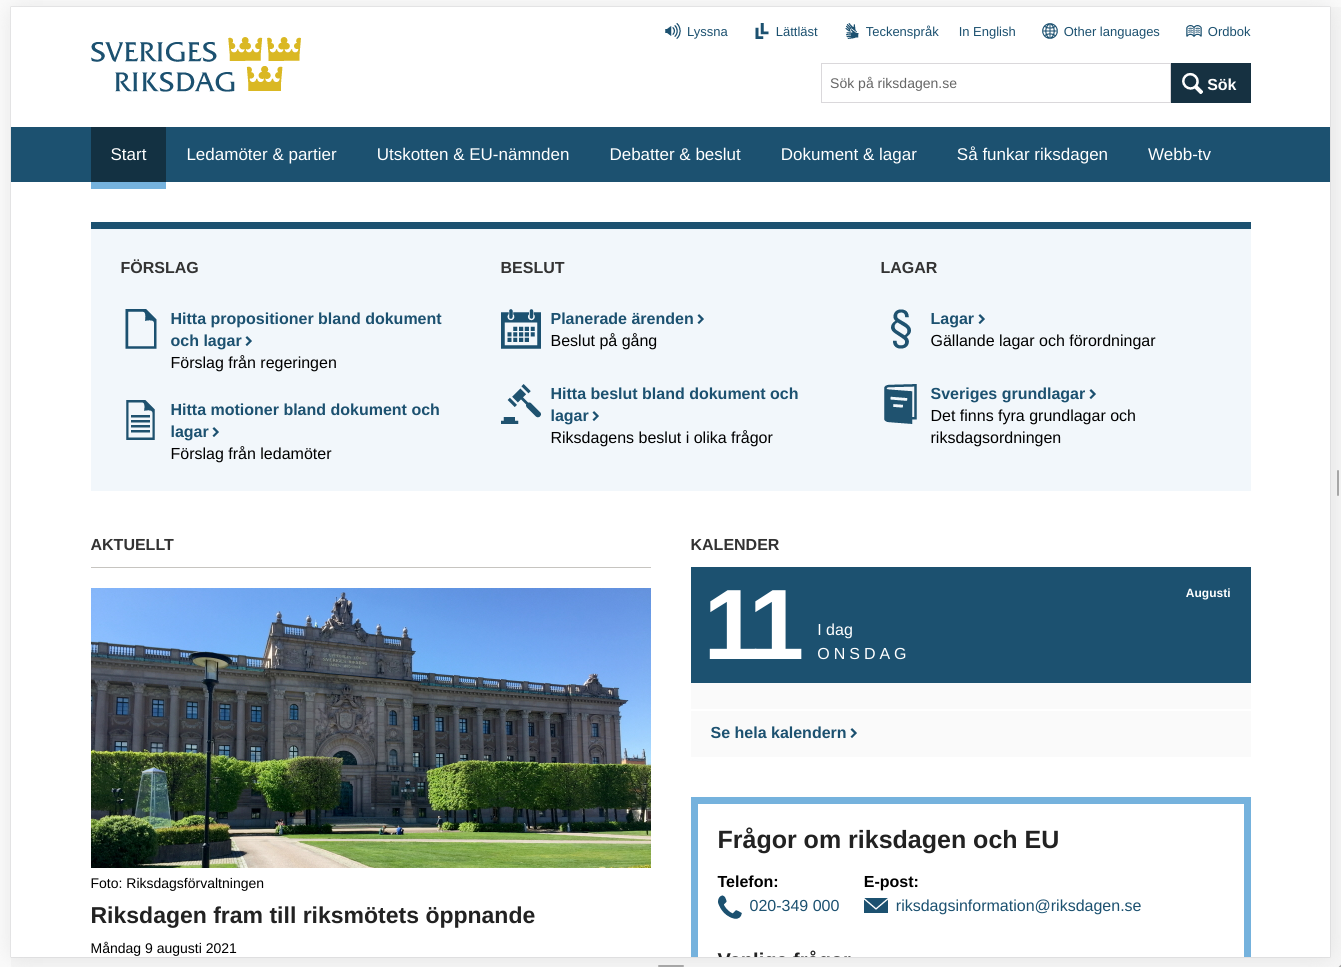 Lyssna
Lättläst
Teckenspråk
In English
Other languages
Ordbok
SVERIGES
RIKSDAG
Sök på riksdagen.se
Sök
Start
Ledamöter & partier
Utskotten & EU-nämnden
Debatter & beslut
Dokument & lagar
Så funkar riksdagen
Webb-tv
FÖRSLAG
Hitta propositioner bland dokument
och lagar
Förslag från regeringen
Hitta motioner bland dokument och
lagar
Förslag från ledamöter
BESLUT
Planerade ärenden
Beslut på gång
Hitta beslut bland dokument och
lagar
Riksdagens beslut i olika frågor
LAGAR
§
Lagar
Gällande lagar och förordningar
Sveriges grundlagar
Det finns fyra grundlagar och
riksdagsordningen
AKTUELLT
Foto: Riksdagsförvaltningen
Riksdagen fram till riksmötets öppnande
Måndag 9 augusti 2021
KALENDER
Augusti
11
I dag
ONSDAG
Se hela kalendern
Frågor om riksdagen och EU
Telefon:
020-349 000
E-post:
riksdagsinformation@riksdagen.se
Vanliga frågor